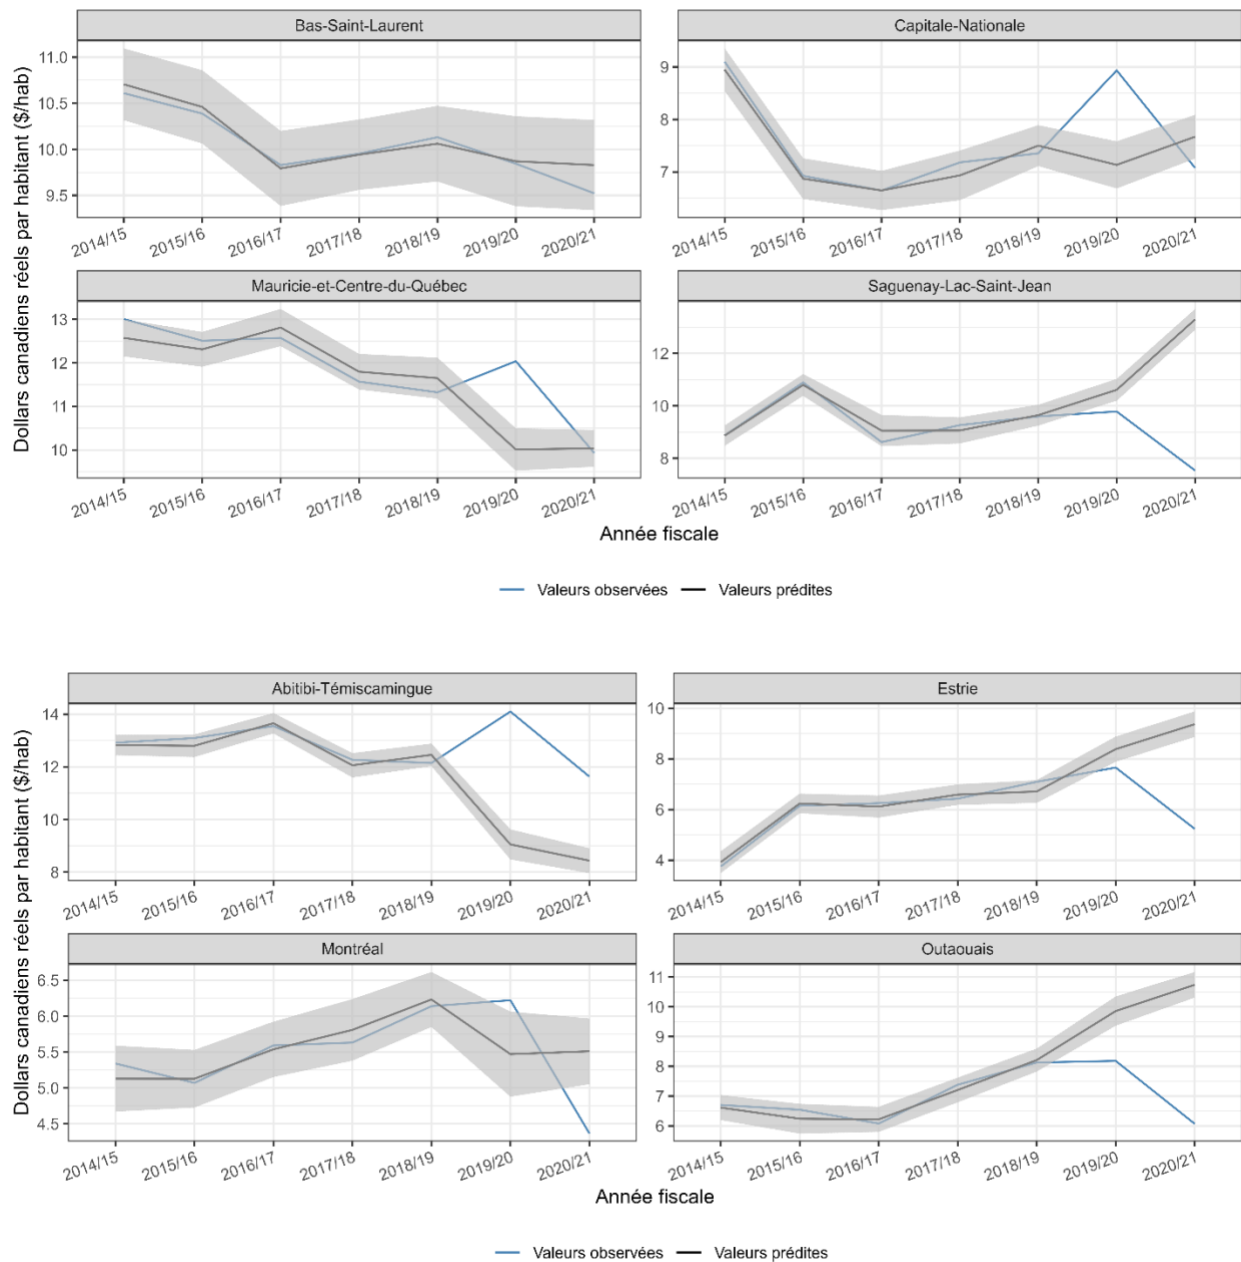 Bas-Saint-Laurent
Capitale-Nationale
Dollars canadiens réels par habitant ($/hab)
11.0
10.5
10.0
9.5
2014/15 2015/16 2016/17 2017/18 2018/19 2019/20 2020/21
9
8
7
2014/15 2015/16 2016/17 2017/18 2018/19 2019/20 2020/21
Mauricie-et-Centre-du-Québec
Saguenay-Lac-Saint-Jean
13
12
11
10
2014/15 2015/16 2016/17 2017/18 2018/19 2019/20 2020/21
12
10
8
2014/15 2015/16 2016/17 2017/18 2018/19 2019/20 2020/21
Année fiscale
Valeurs observées Valeurs prédites
Abitibi-Témiscamingue
Estrie
Dollars canadiens réels par habitant ($/hab)
14
12
10
8
2014/15 2015/16 2016/17 2017/18 2018/19 2019/20 2020/21
10
8
6
4
2014/15 2015/16 2016/17 2017/18 2018/19 2019/20 2020/21
Montréal
Outaouais
6.5
6.0
5.5
5.0
4.5
2014/15 2015/16 2016/17 2017/18 2018/19 2019/20 2020/21
11
10
9
8
7
6
2014/15 2015/16 2016/17 2017/18 2018/19 2019/20 2020/21
Année fiscale
Valeurs observées Valeurs prédites